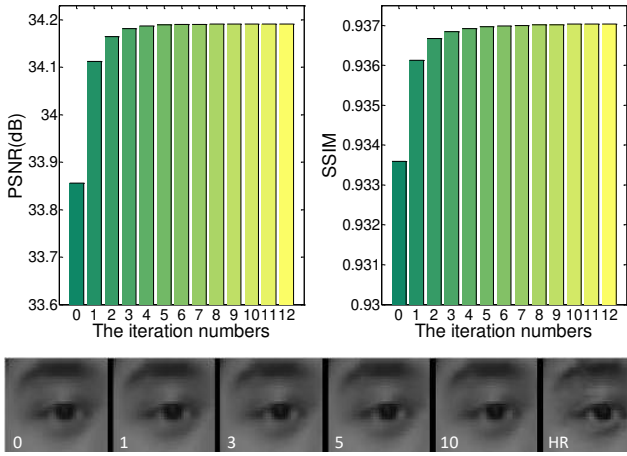 PSNR(dB)
34.2
34.1
34
33.9
33.8
33.7
33.6
0 1 2 3 4 5 6 7 8 9 10 11 12
The iteration numbers
SSIM
0.937
0.936
0.935
0.934
0.933
0.932
0.931
0.93
0 1 2 3 4 5 6 7 8 9 10 11 12
The iteration numbers
0 1 3 5 10 HR